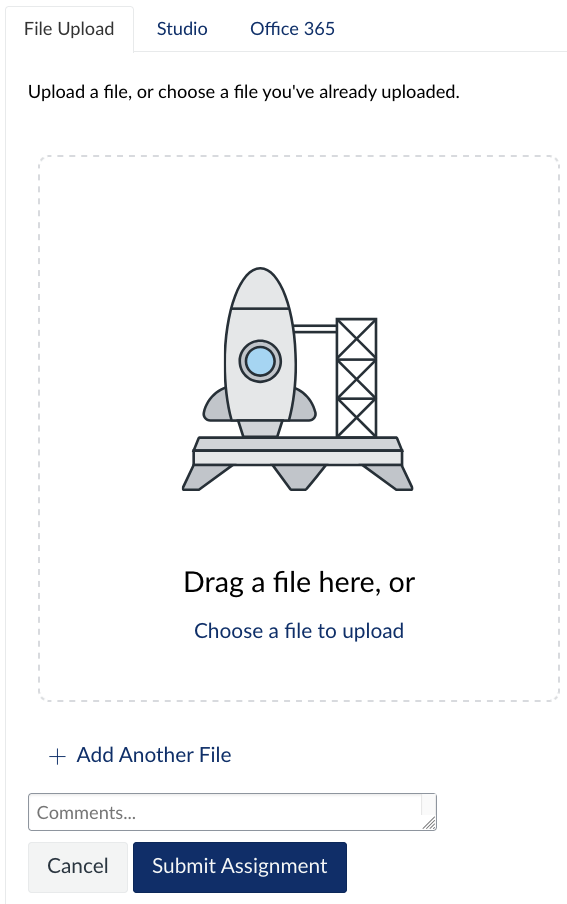 File Upload Studio Office 365
Upload a file, or choose a file you've already uploaded.
Drag a file here, or
Choose a file to upload
+ Add Another File
Comments...
Cancel Submit Assignment